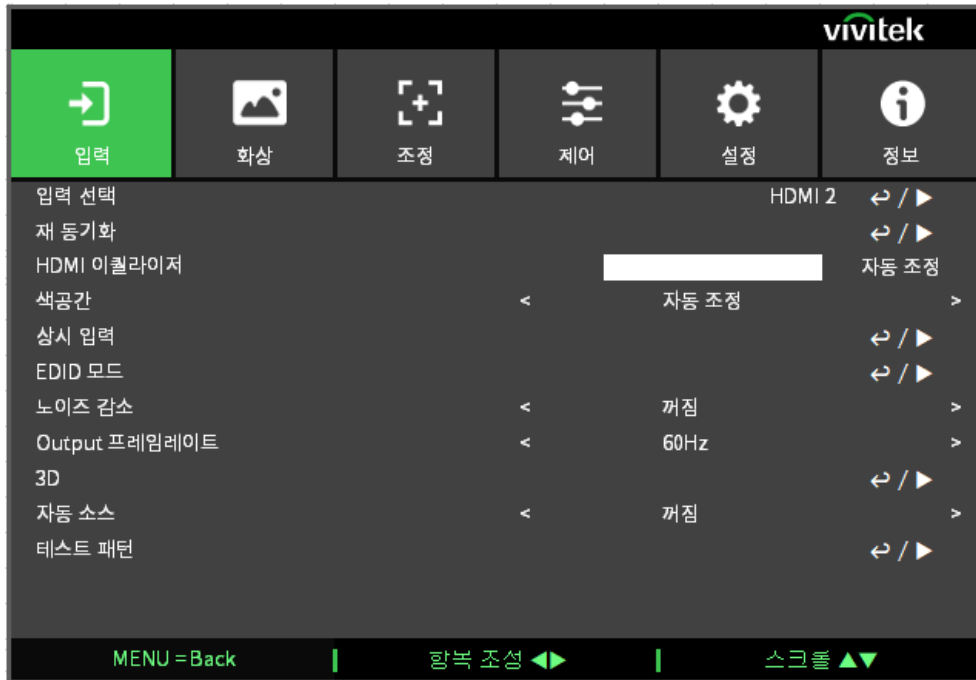 vivitek
입력 화상 조정 제어 설정 정보
입력 선택 HDMI 2 ↩ / ▶
재 동기화 ↩ / ▶
HDMI 이퀄라이저 자동 조정
색공간 < 자동 조정 >
상시 입력 ↩ / ▶
EDID 모드 ↩ / ▶
노이즈 감소 < 꺼짐 >
Output 프레임레이트 < 60Hz >
3D ↩ / ▶
자동 소스 < 꺼짐 >
테스트 패턴 ↩ / ▶
MENU = Back | 항복 조성 ◀▶ | 스크롤 ▲▼